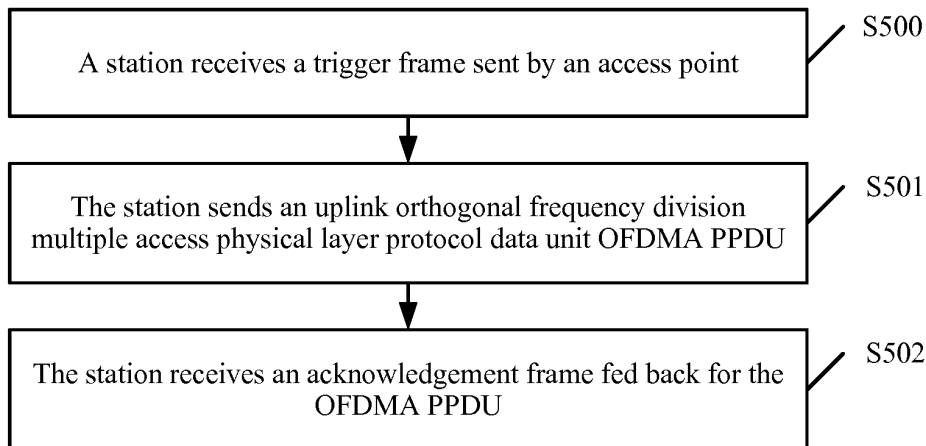 S500
A station receives a trigger frame sent by an access point
S501
The station sends an uplink orthogonal frequency division
multiple access physical layer protocol data unit OFDMA PPDU
S502
The station receives an acknowledgement frame fed back for the
OFDMA PPDU